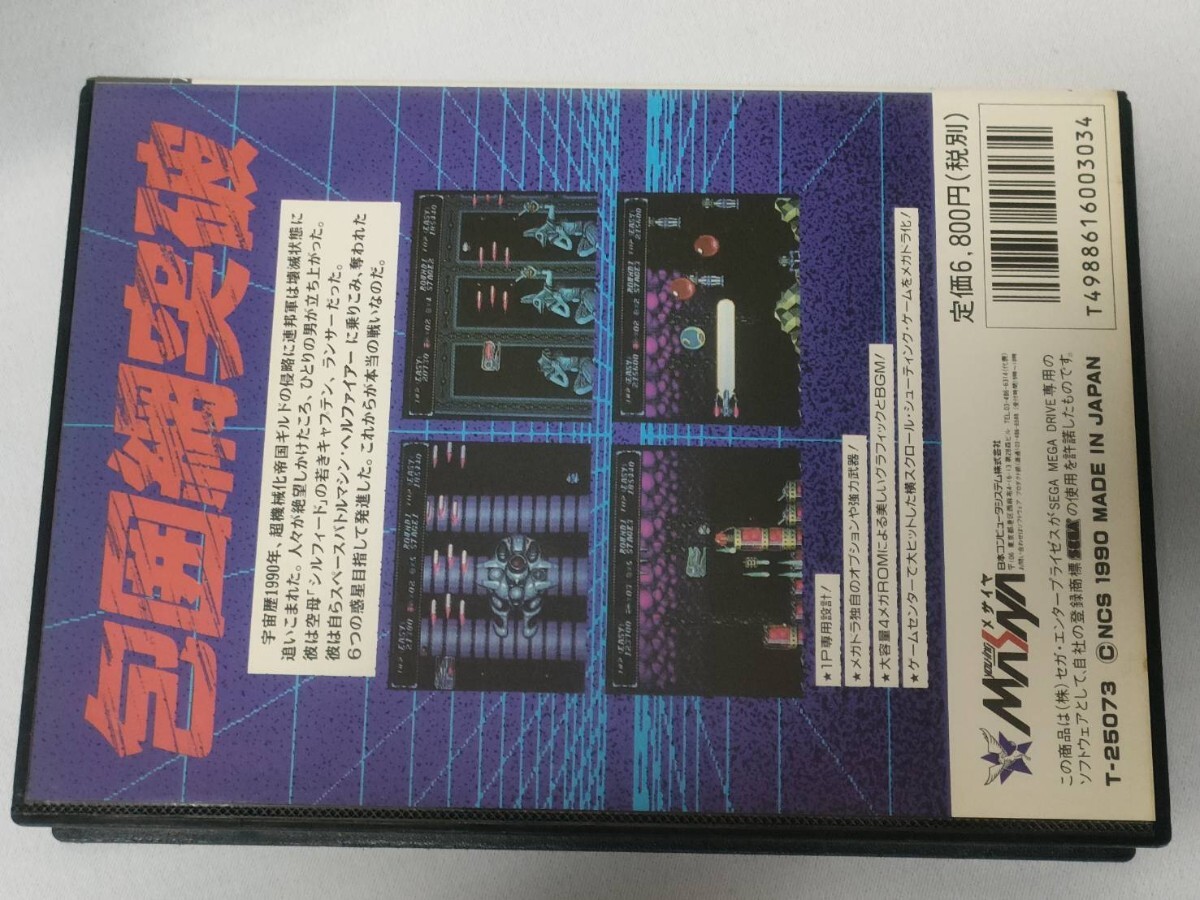 包囲網突破
宇宙歴1990年、超機械化帝国ギルドの侵略に連邦軍は壊滅状態に
追いこまれた。人々が絶望しかけたころ、ひとりの男が立ち上がった。
彼は空母「シルフィード」の若きキャプテン、ランサーだった。
彼は自らスペースバトルマシン・ヘルファイアーに乗りこみ、奪われた
6つの惑星目指して発進した。これからが本当の戦いなのだ。
★1P専用設計!
★メガドラ独自のオプションや強力武器!
★大容量4メガROMによる美しいグラフィックとBGM!
★ゲームセンターで大ヒットした横スクロール・シューティング・ゲームをメガドラ化!
定価6,800円(税別)
T4988616003034
メサイヤ
MASAYA
日本コンピュータシステム株式会社
この商品は(株)セガ・エンタープライゼスがSEGA MEGA DRIVE専用の
ソフトウェアとして、自社の登録商標SEGAの使用を許諾したものです。
T-25073 ©NCS 1990 MADE IN JAPAN